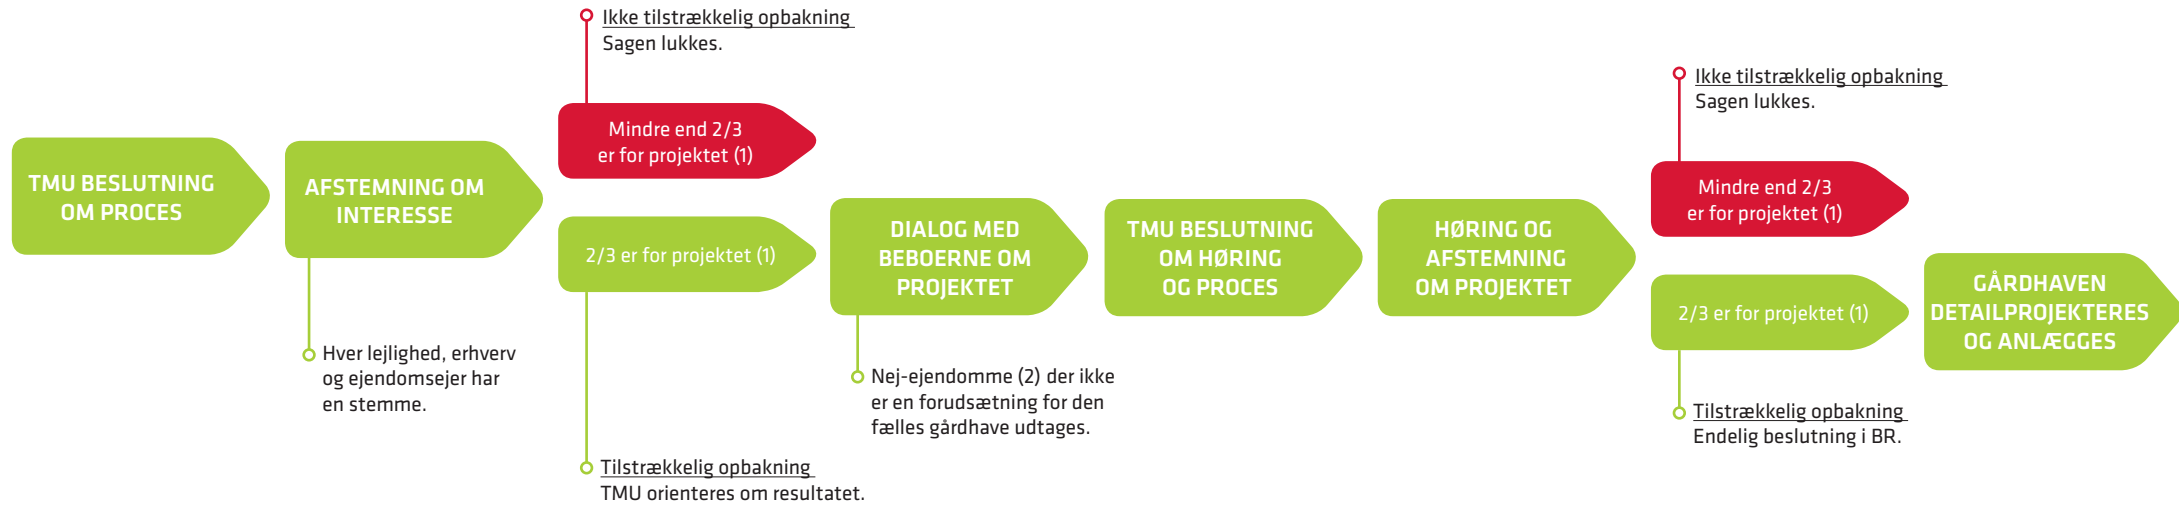 TMU BESLUTNING
OM PROCES
AFSTEMNING OM
INTERESSE
Hver lejlighed, erhverv
og ejendomsejer har
en stemme.
Ikke tilstrækkelig opbakning
Sagen lukkes.
Mindre end 2/3
er for projektet (1)
2/3 er for projektet (1)
Tilstrækkelig opbakning
TMU orienteres om resultatet.
DIALOG MED
BEBOERNE OM
PROJEKTET
Nej-ejendomme (2) der ikke
er en forudsætning for den
fælles gårdhave udtages.
TMU BESLUTNING
OM HØRING
OG PROCES
HØRING OG
AFSTEMNING
OM PROJEKTET
Ikke tilstrækkelig opbakning
Sagen lukkes.
Mindre end 2/3
er for projektet (1)
2/3 er for projektet (1)
Tilstrækkelig opbakning
Endelig beslutning i BR.
GÅRDHAVEN
DETAILPROJEKTERES
OG ANLÆGGES